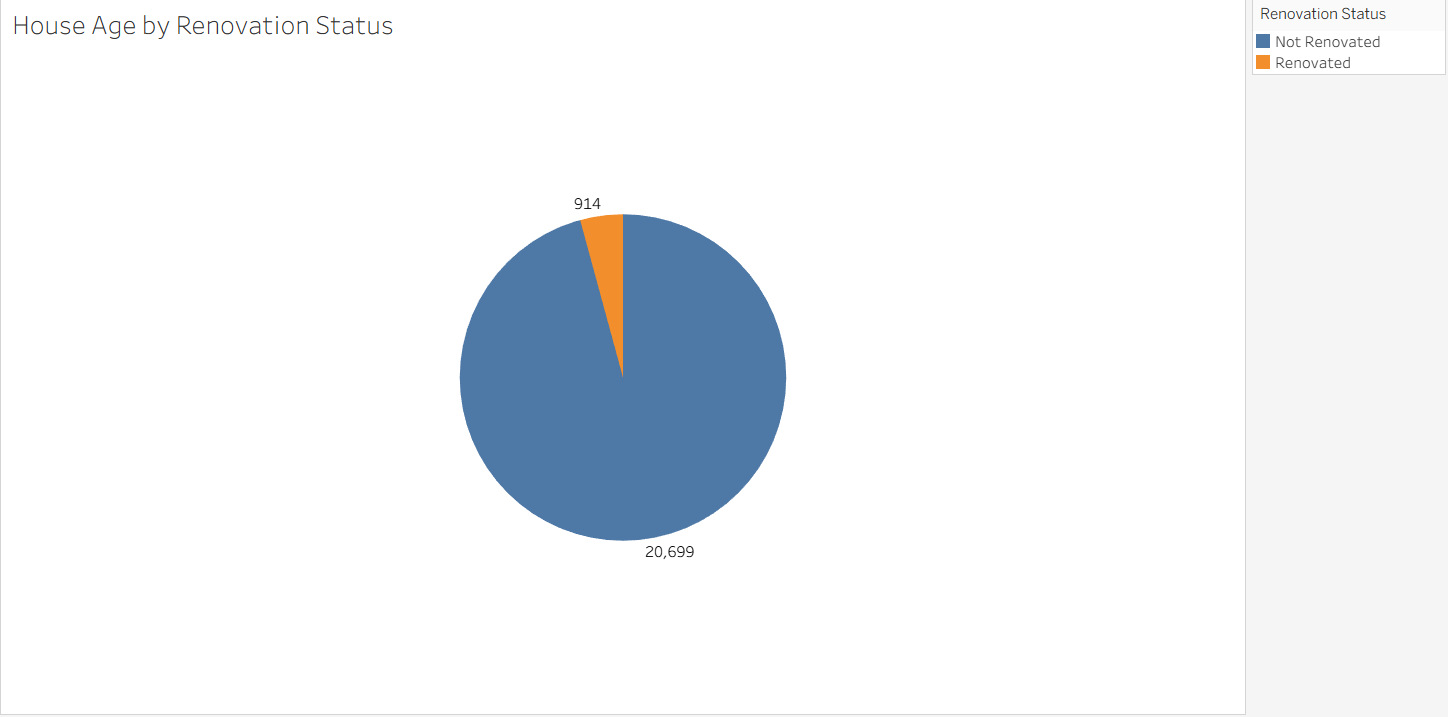 House Age by Renovation Status
Renovation Status
Not Renovated
Renovated
914
20,699